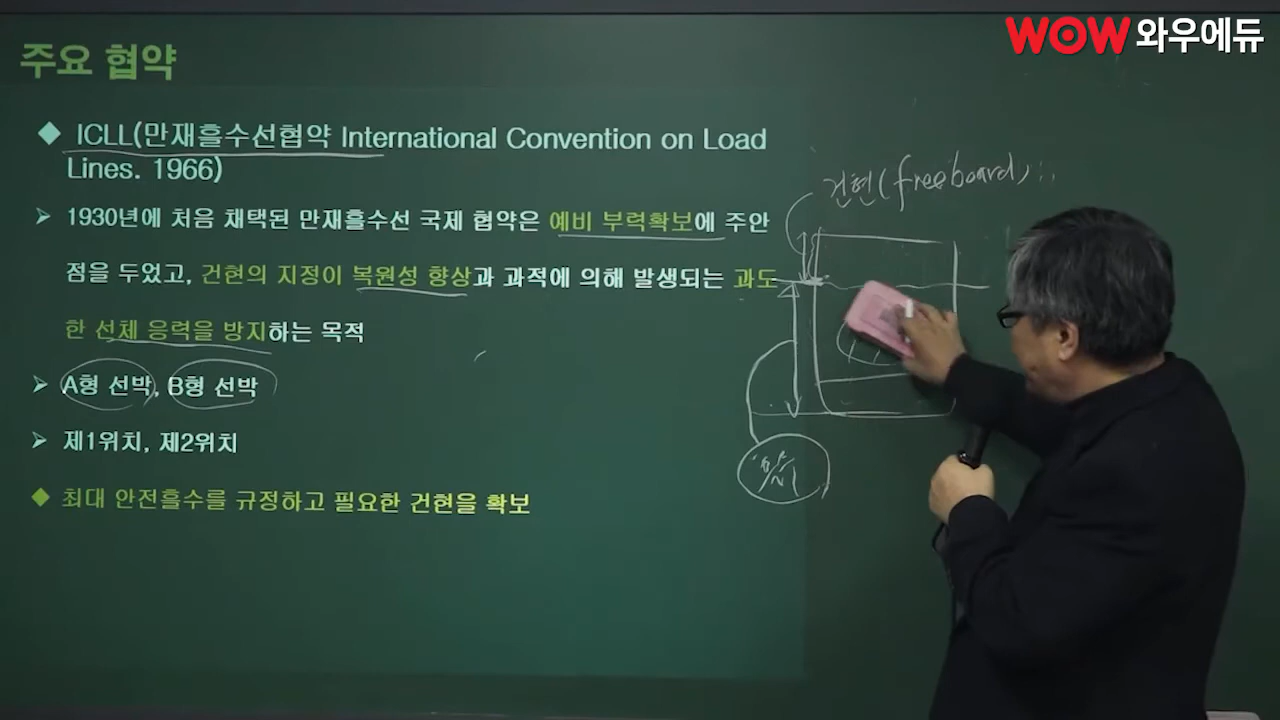 WOW 와우에듀
주요 협약
◆ ICLL(만재흘수선협약 International Convention on Load
Lines. 1966)
➢ 1930년에 처음 채택된 만재흘수선 국제 협약은 예비 부력확보에 주안
점을 두었고, 건현의 지정이 복원성 향상과 과적에 의해 발생되는 과도
한 선체 응력을 방지하는 목적
➢ A형 선박, B형 선박
➢ 제1위치, 제2위치
◆ 최대 안전흘수를 규정하고 필요한 건현을 확보
건현(freeboard)